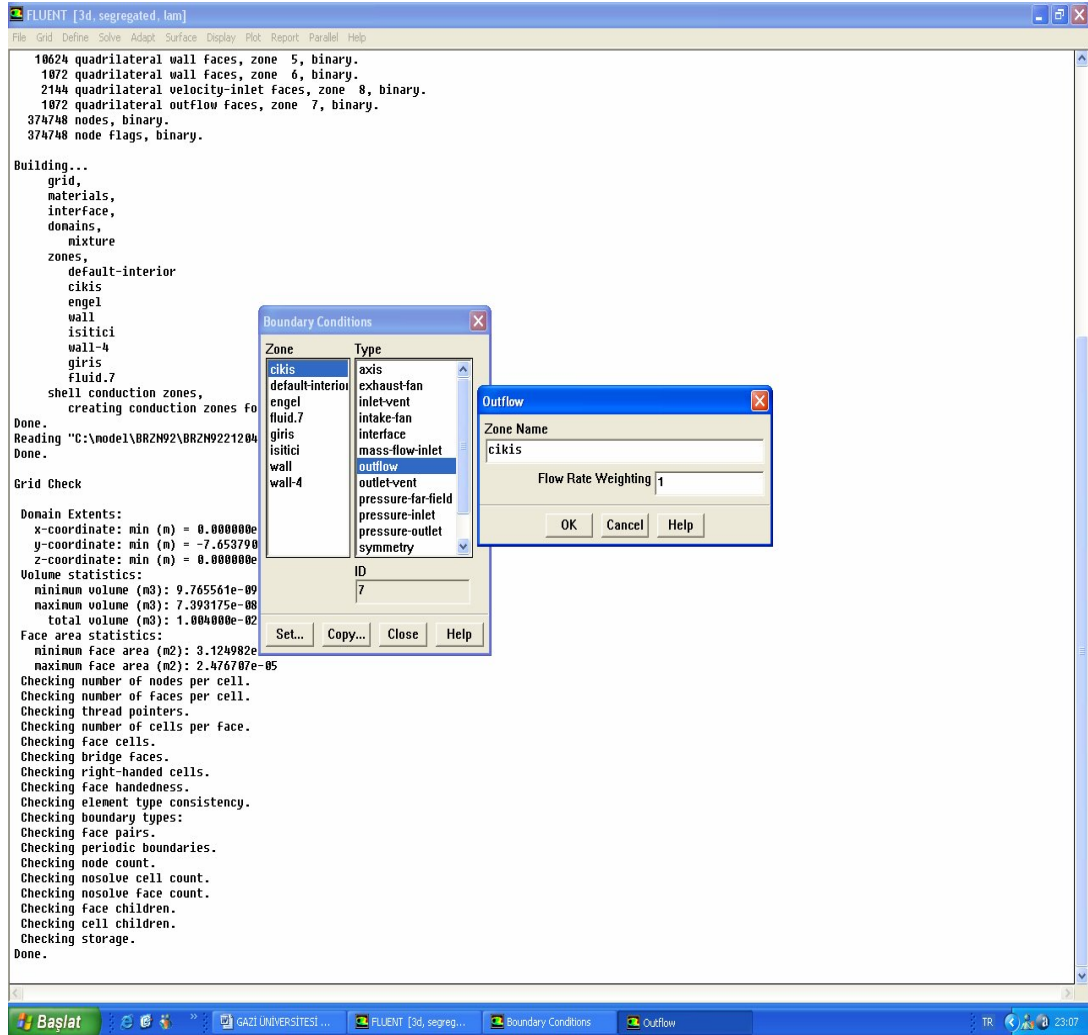 FLUENT [3d, segregated, lam]
File Grid Define Solve Adapt Surface Display Plot Report Parallel Help
10624 quadrilateral wall faces, zone 5, binary.
1072 quadrilateral wall faces, zone 6, binary.
2144 quadrilateral velocity-inlet faces, zone 8, binary.
1072 quadrilateral outflow faces, zone 7, binary.
374748 nodes, binary.
374748 node flags, binary.
Building...
grid,
materials,
interface,
domains,
mixture
zones,
default-interior
cikis
engel
wall
isitici
wall-4
giris
fluid.7
shell conduction zones,
creating conduction zones fo
Done.
Reading "C:\model\BRZN92\BRZN9221204
Done.
Grid Check
Domain Extents:
x-coordinate: min (m) = 0.000000e
y-coordinate: min (m) = -7.653790
z-coordinate: min (m) = 0.000000e
Volume statistics:
minimum volume (m3): 9.765561e-09
maximum volume (m3): 7.393175e-08
total volume (m3): 1.004000e-02
Face area statistics:
minimum face area (m2): 3.124982e
maximum face area (m2): 2.476707e-05
Checking number of nodes per cell.
Checking number of faces per cell.
Checking thread pointers.
Checking number of cells per face.
Checking face cells.
Checking bridge faces.
Checking right-handed cells.
Checking face handedness.
Checking element type consistency.
Checking boundary types:
Checking face pairs.
Checking periodic boundaries.
Checking node count.
Checking nosolve cell count.
Checking nosolve face count.
Checking face children.
Checking cell children.
Checking storage.
Done.
Boundary Conditions
Zone
cikis
default-interior
engel
fluid.7
giris
isitici
wall
wall-4
Type
axis
exhaust-fan
inlet-vent
intake-fan
interface
mass-flow-inlet
outflow
outlet-vent
pressure-far-field
pressure-inlet
pressure-outlet
symmetry
ID
7
Set... Copy... Close Help
Outflow
Zone Name
cikis
Flow Rate Weighting 1
OK Cancel Help
Başlat » GAZİ ÜNİVERSİTESİ ... FLUENT [3d, segreg... Boundary Conditions Outflow TR 23:07